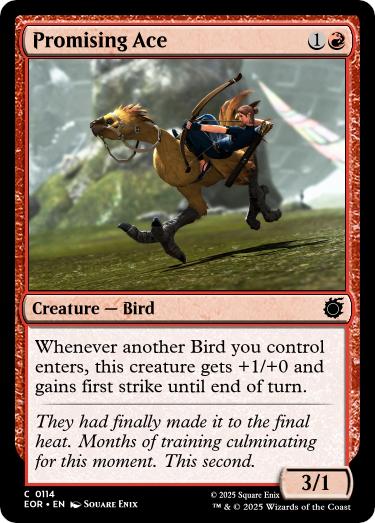 Promising Ace 1
Creature — Bird
Whenever another Bird you control
enters, this creature gets +1/+0 and
gains first strike until end of turn.
They had finally made it to the final
heat. Months of training culminating
for this moment. This second.
3/1
C 0114
EOR • EN SQUARE ENIX
© 2025 Square Enix
™ & © 2025 Wizards of the Coast